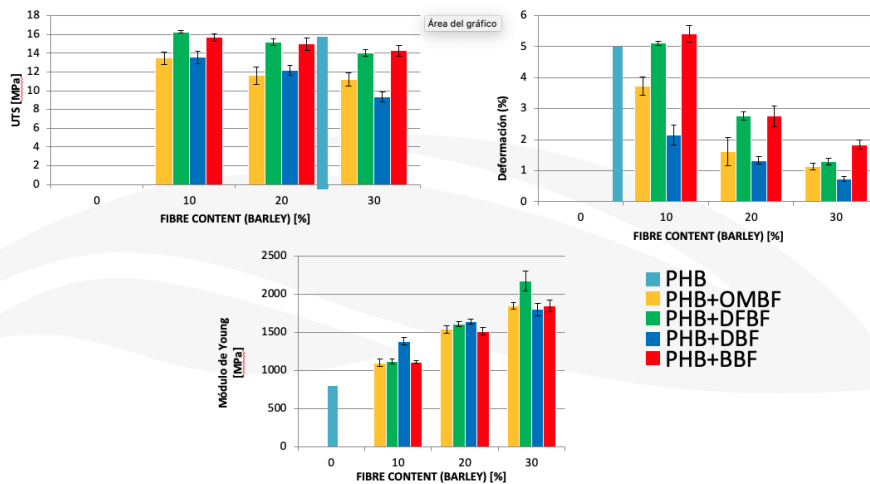 Área del gráfico
18
16
14
12
10
8
6
4
2
0
UTS [MPa]
0 10 20 30
FIBRE CONTENT (BARLEY) [%]
6
5
4
3
2
1
0
Deformación (%)
0 10 20 30
FIBRE CONTENT (BARLEY) [%]
2500
2000
1500
1000
500
0
Módulo de Young
[MPa]
0 10 20 30
FIBRE CONTENT (BARLEY) [%]
PHB
PHB+OMBF
PHB+DFBF
PHB+DBF
PHB+BBF